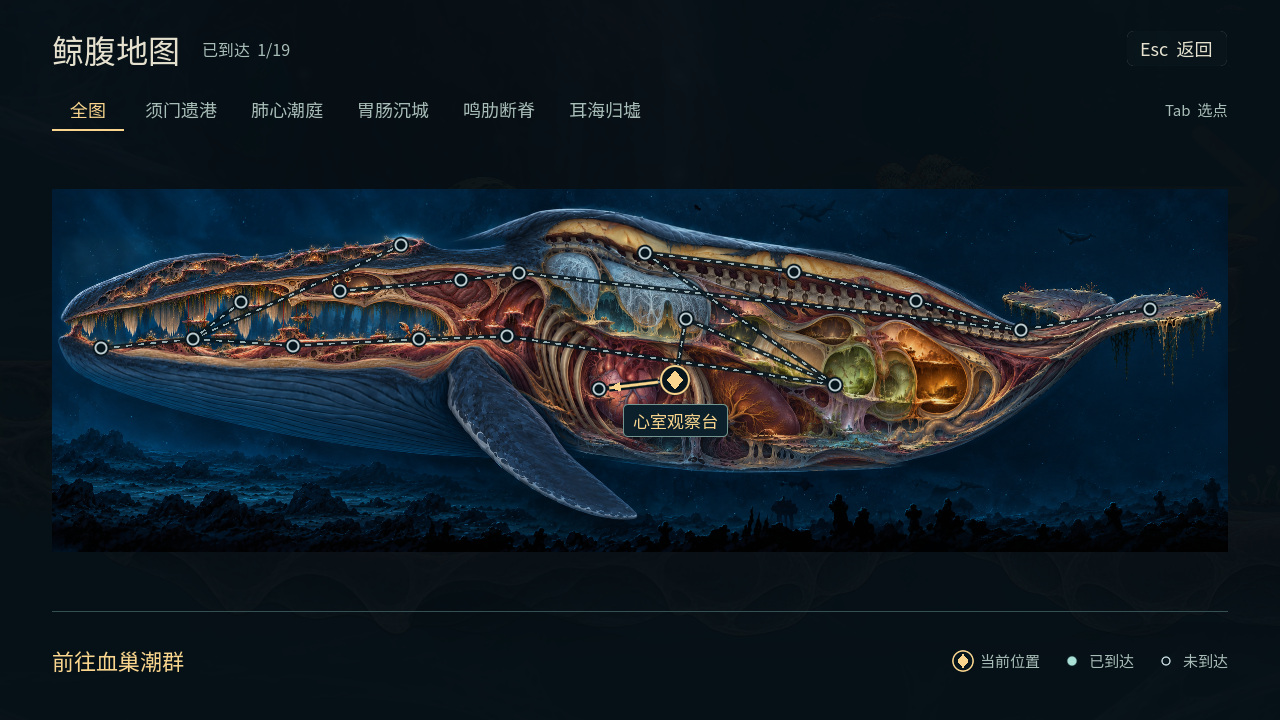 鲸腹地图
已到达 1/19
Esc 返回
全图
须门遗港
肺心潮庭
胃肠沉城
鸣肋断脊
耳海归墟
Tab 选点
心室观察台
前往血巢潮群
当前位置
已到达
未到达